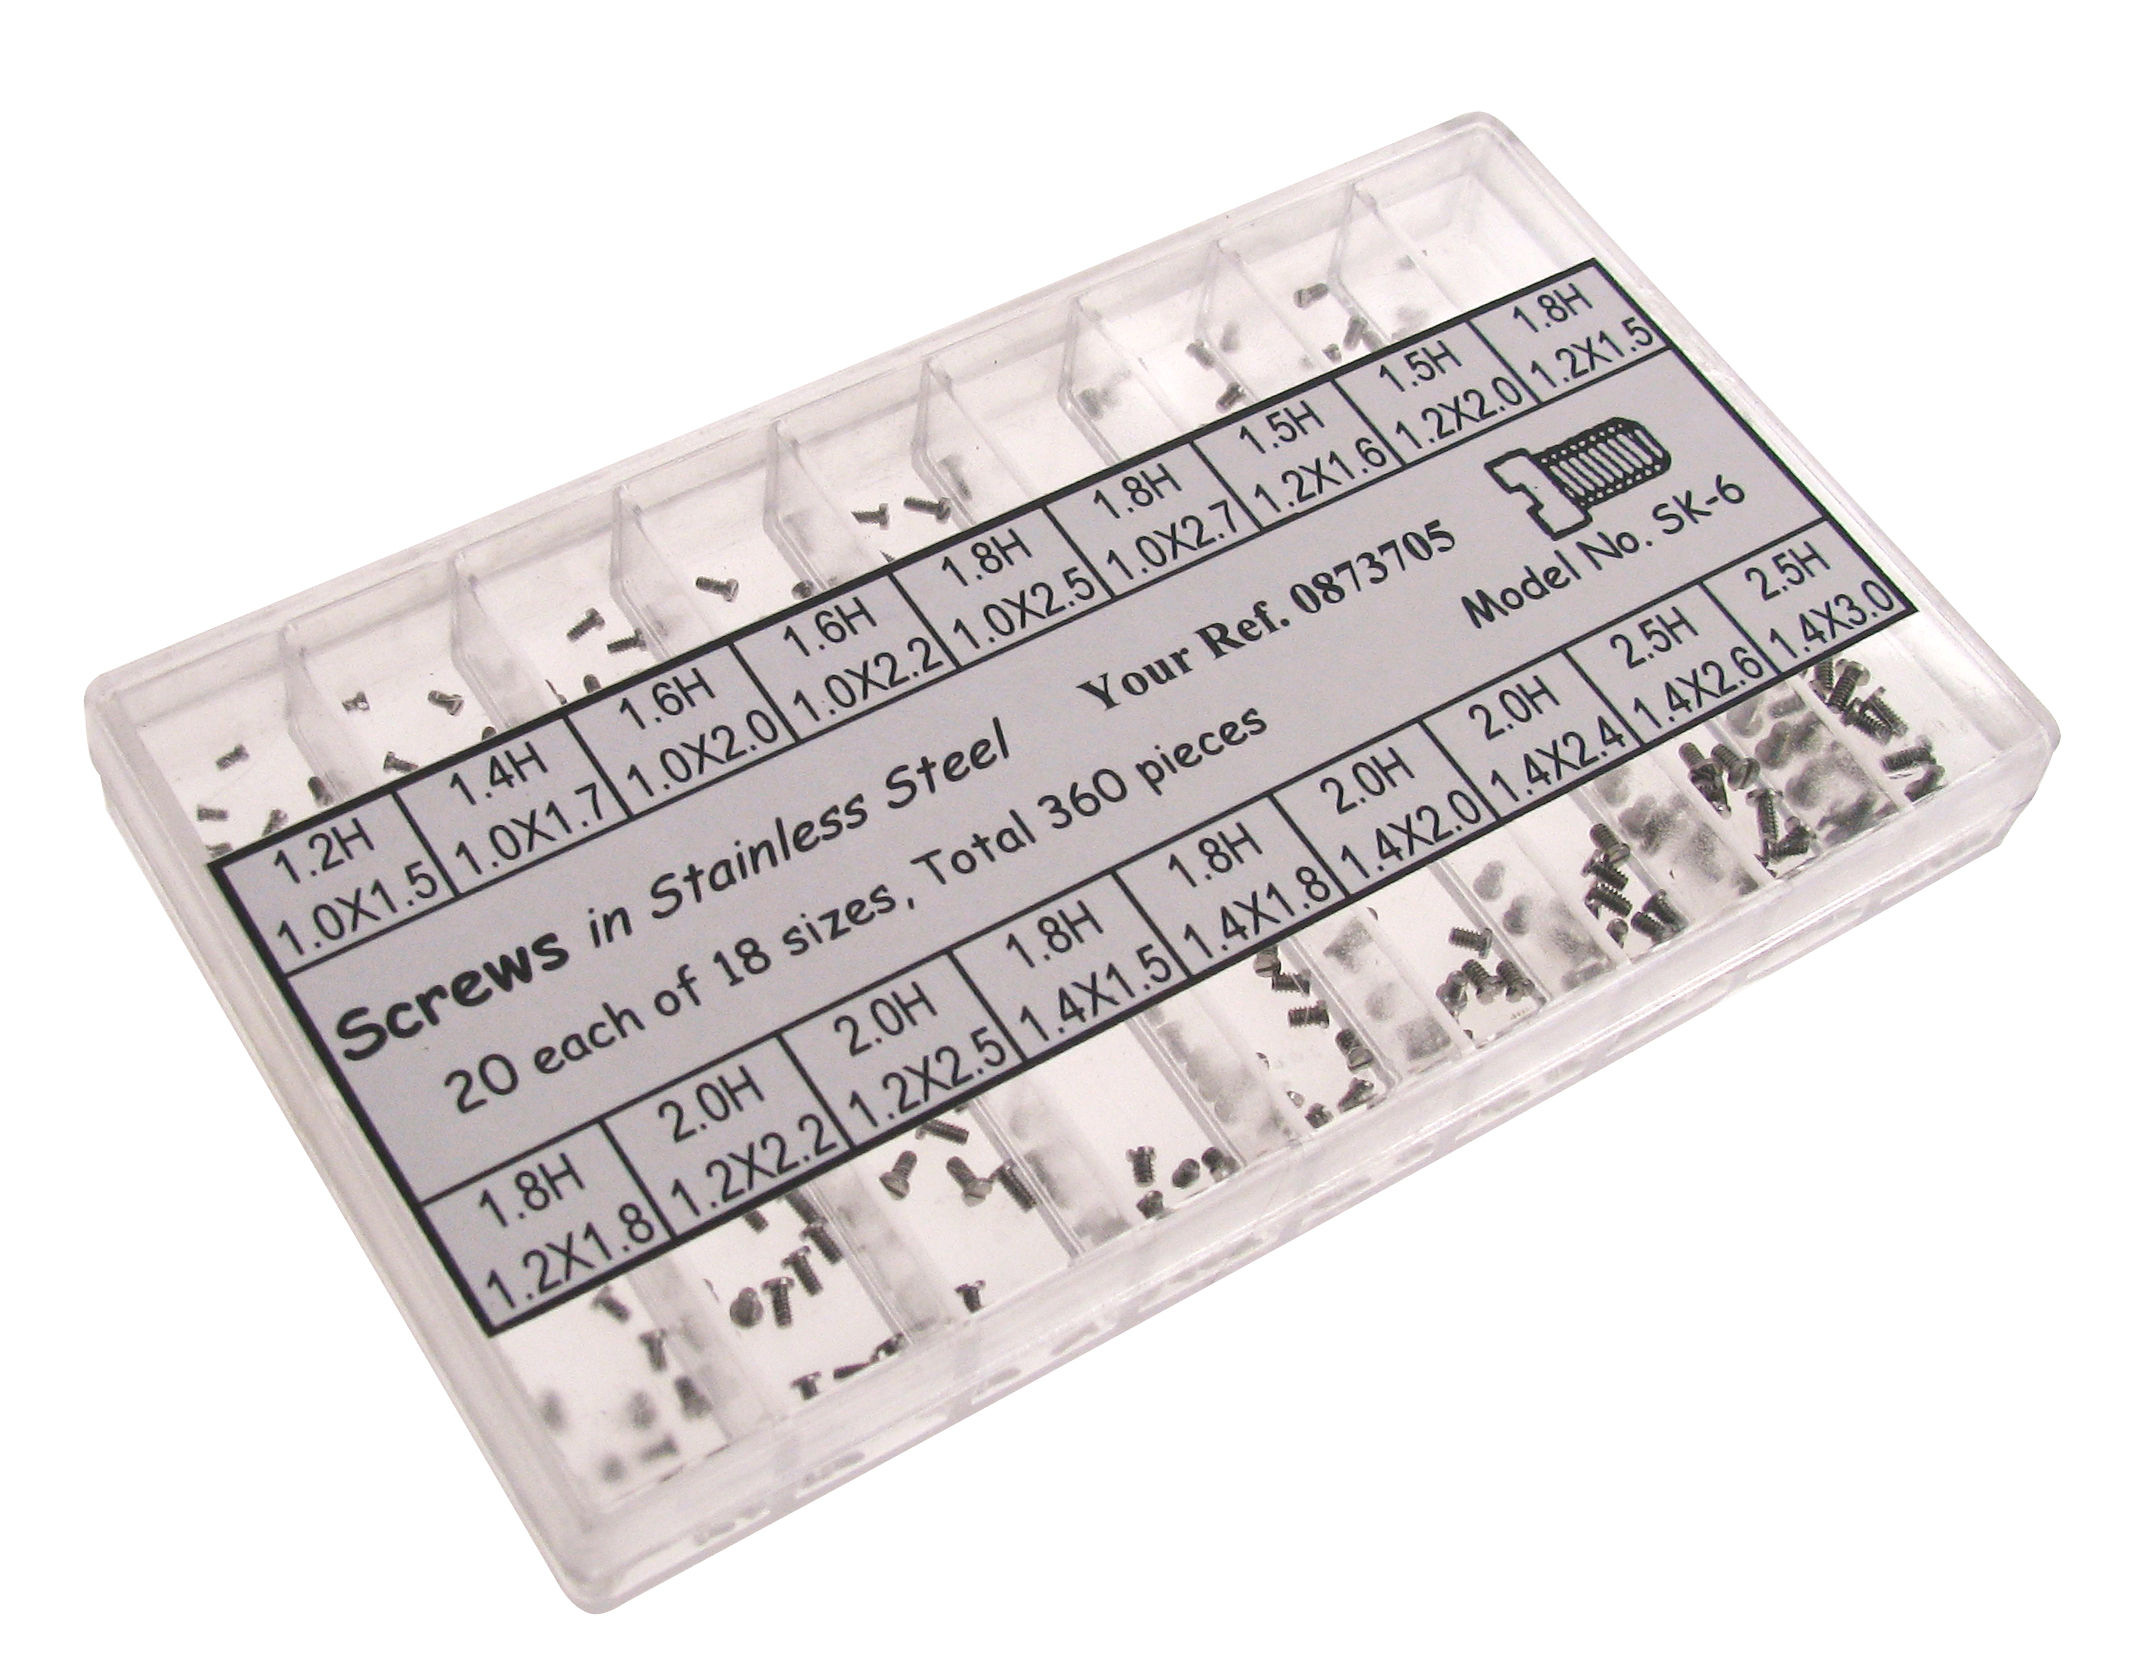 1.2H 1.4H 1.6H 1.6H 1.8H 1.8H 1.5H 1.5H 1.8H
1.0X1.5 1.0X1.7 1.0X2.0 1.0X2.2 1.0X2.5 1.0X2.7 1.2X1.6 1.2X2.0 1.2X1.5
Screws in Stainless Steel Your Ref. 0873705
20 each of 18 sizes, Total 360 pieces Model No. SK-6
1.8H 2.0H 2.0H 1.8H 1.8H 2.0H 2.0H 2.5H 2.5H
1.2X1.8 1.2X2.2 1.2X2.5 1.4X1.5 1.4X1.8 1.4X2.0 1.4X2.4 1.4X2.6 1.4X3.0